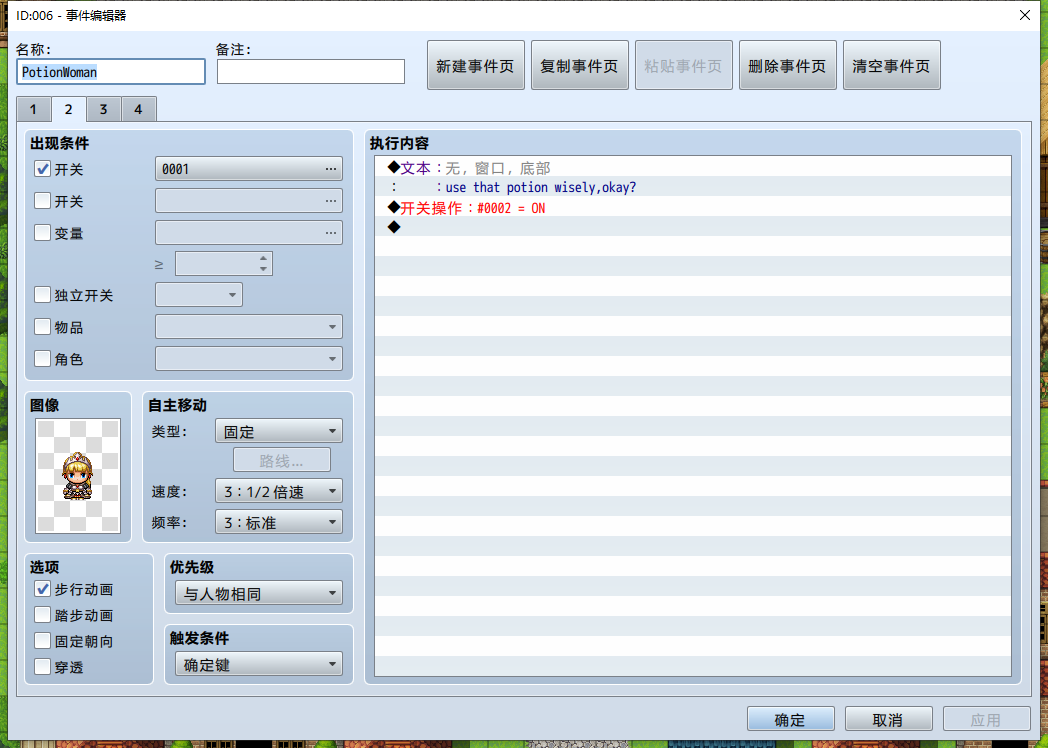 ID:006 - 事件编辑器
名称:
备注:
PotionWoman
新建事件页
复制事件页
粘贴事件页
删除事件页
清空事件页
1
2
3
4
出现条件
开关
0001
...
开关
...
变量
...
≥
独立开关
物品
角色
图像
自主移动
类型:
固定
路线...
速度:
3:1/2 倍速
频率:
3:标准
选项
步行动画
踏步动画
固定朝向
穿透
优先级
与人物相同
触发条件
确定键
执行内容
◆文本:无, 窗口, 底部
: :use that potion wisely,okay?
◆开关操作:#0002 = ON
◆
确定
取消
应用